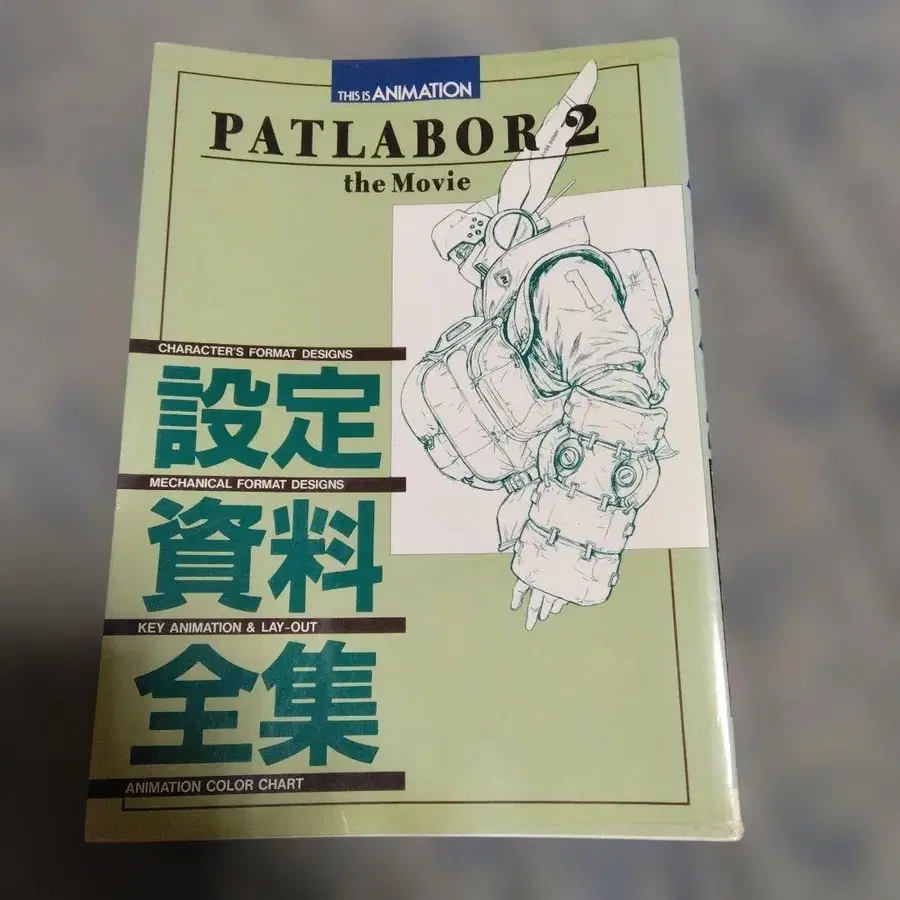 THIS IS ANIMATION
PATLABOR 2
the Movie
CHARACTER'S FORMAT DESIGNS
設定
MECHANICAL FORMAT DESIGNS
資料
KEY ANIMATION & LAY-OUT
全集
ANIMATION COLOR CHART